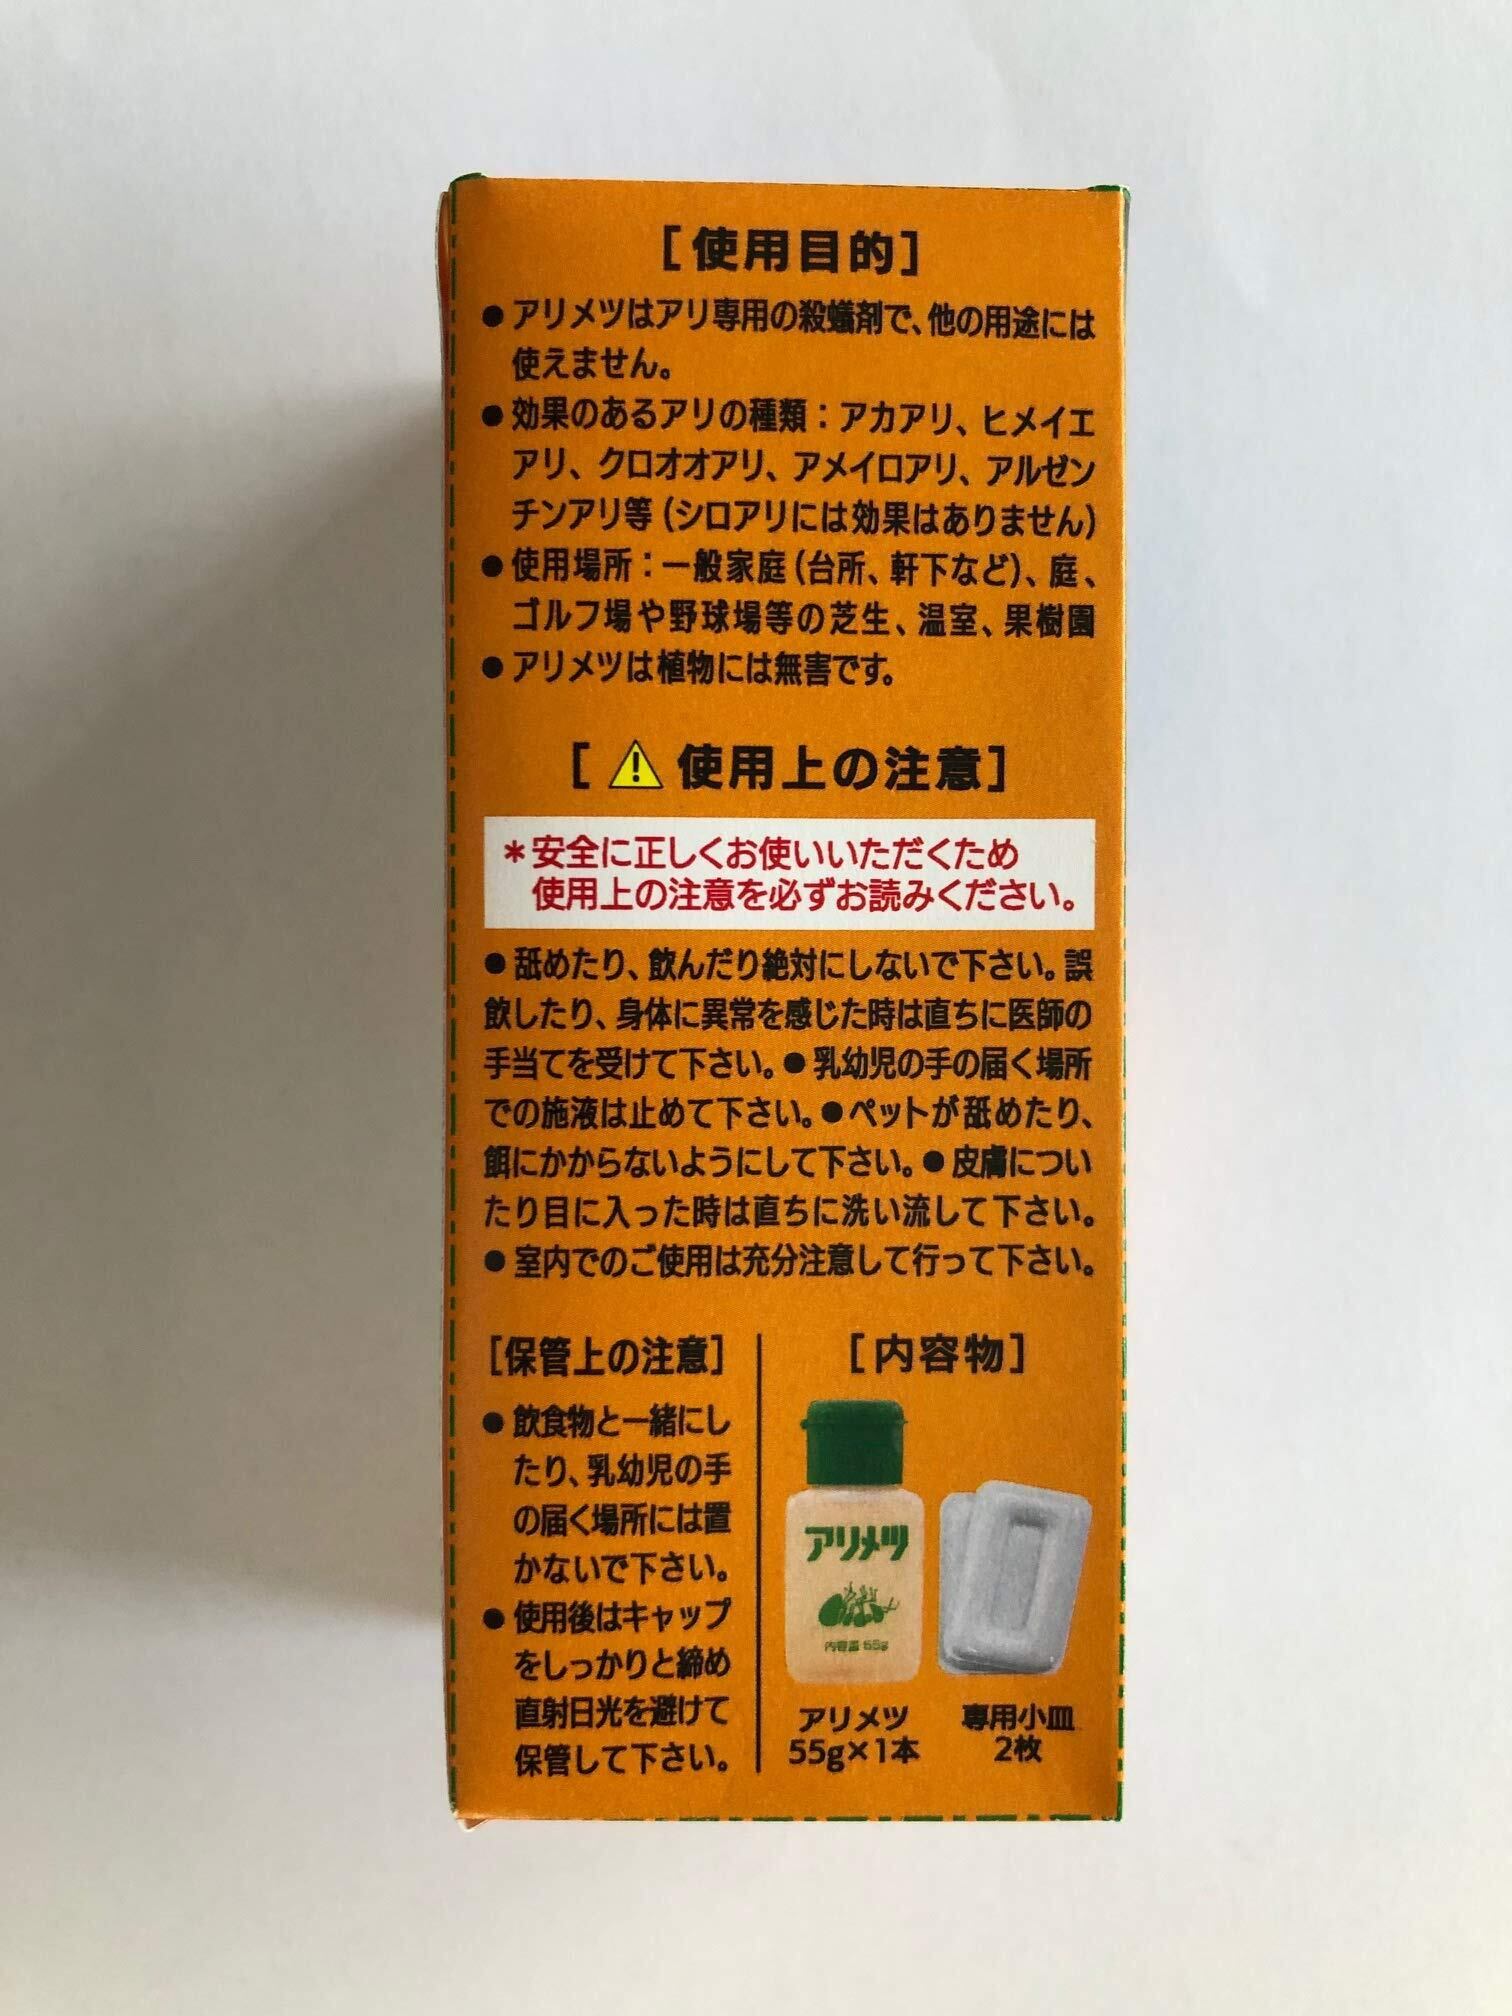 [使用目的]
●アリメツはアリ専用の殺蟻剤で、他の用途には
使えません。
●効果のあるアリの種類：アカアリ、ヒメイエ
アリ、クロオオアリ、アメイロアリ、アルゼン
チンアリ等(シロアリには効果はありません)
●使用場所：一般家庭(台所、軒下など)、庭、
ゴルフ場や野球場等の芝生、温室、果樹園
●アリメツは植物には無害です。
[⚠使用上の注意]
＊安全に正しくお使いいただくため
使用上の注意を必ずお読みください。
●舐めたり、飲んだり絶対にしないで下さい。誤
飲したり、身体に異常を感じた時は直ちに医師の
手当てを受けて下さい。●乳幼児の手の届く場所
での施液は止めて下さい。●ペットが舐めたり、
餌にかからないようにして下さい。●皮膚につい
たり目に入った時は直ちに洗い流して下さい。
●室内でのご使用は充分注意して行って下さい。
[保管上の注意]
●飲食物と一緒にし
たり、乳幼児の手
の届く場所には置
かないで下さい。
●使用後はキャップ
をしっかりと締め
直射日光を避けて
保管して下さい。
[内容物]
アリメツ
内容量 55g
アリメツ
55g×1本
専用小皿
2枚